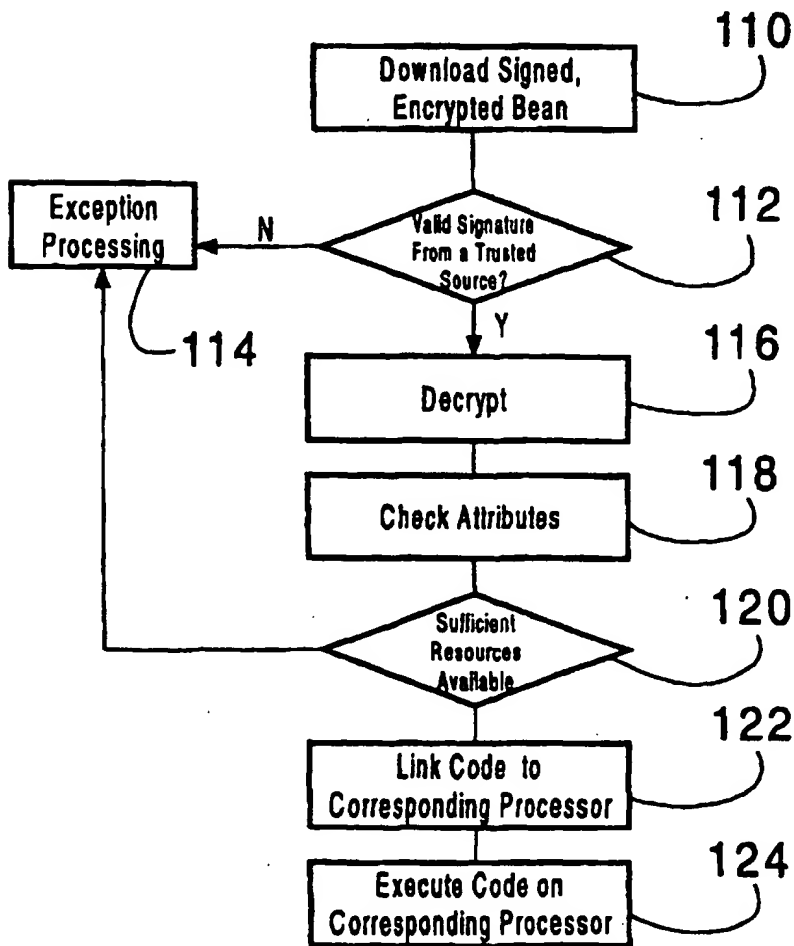 110
Download Signed,
Encrypted Bean
112
Valid Signature
From a Trusted
Source?
N
Exception
Processing
114
Y
116
Decrypt
118
Check Attributes
120
Sufficient
Resources
Available
122
Link Code to
Corresponding Processor
124
Execute Code on
Corresponding Processor